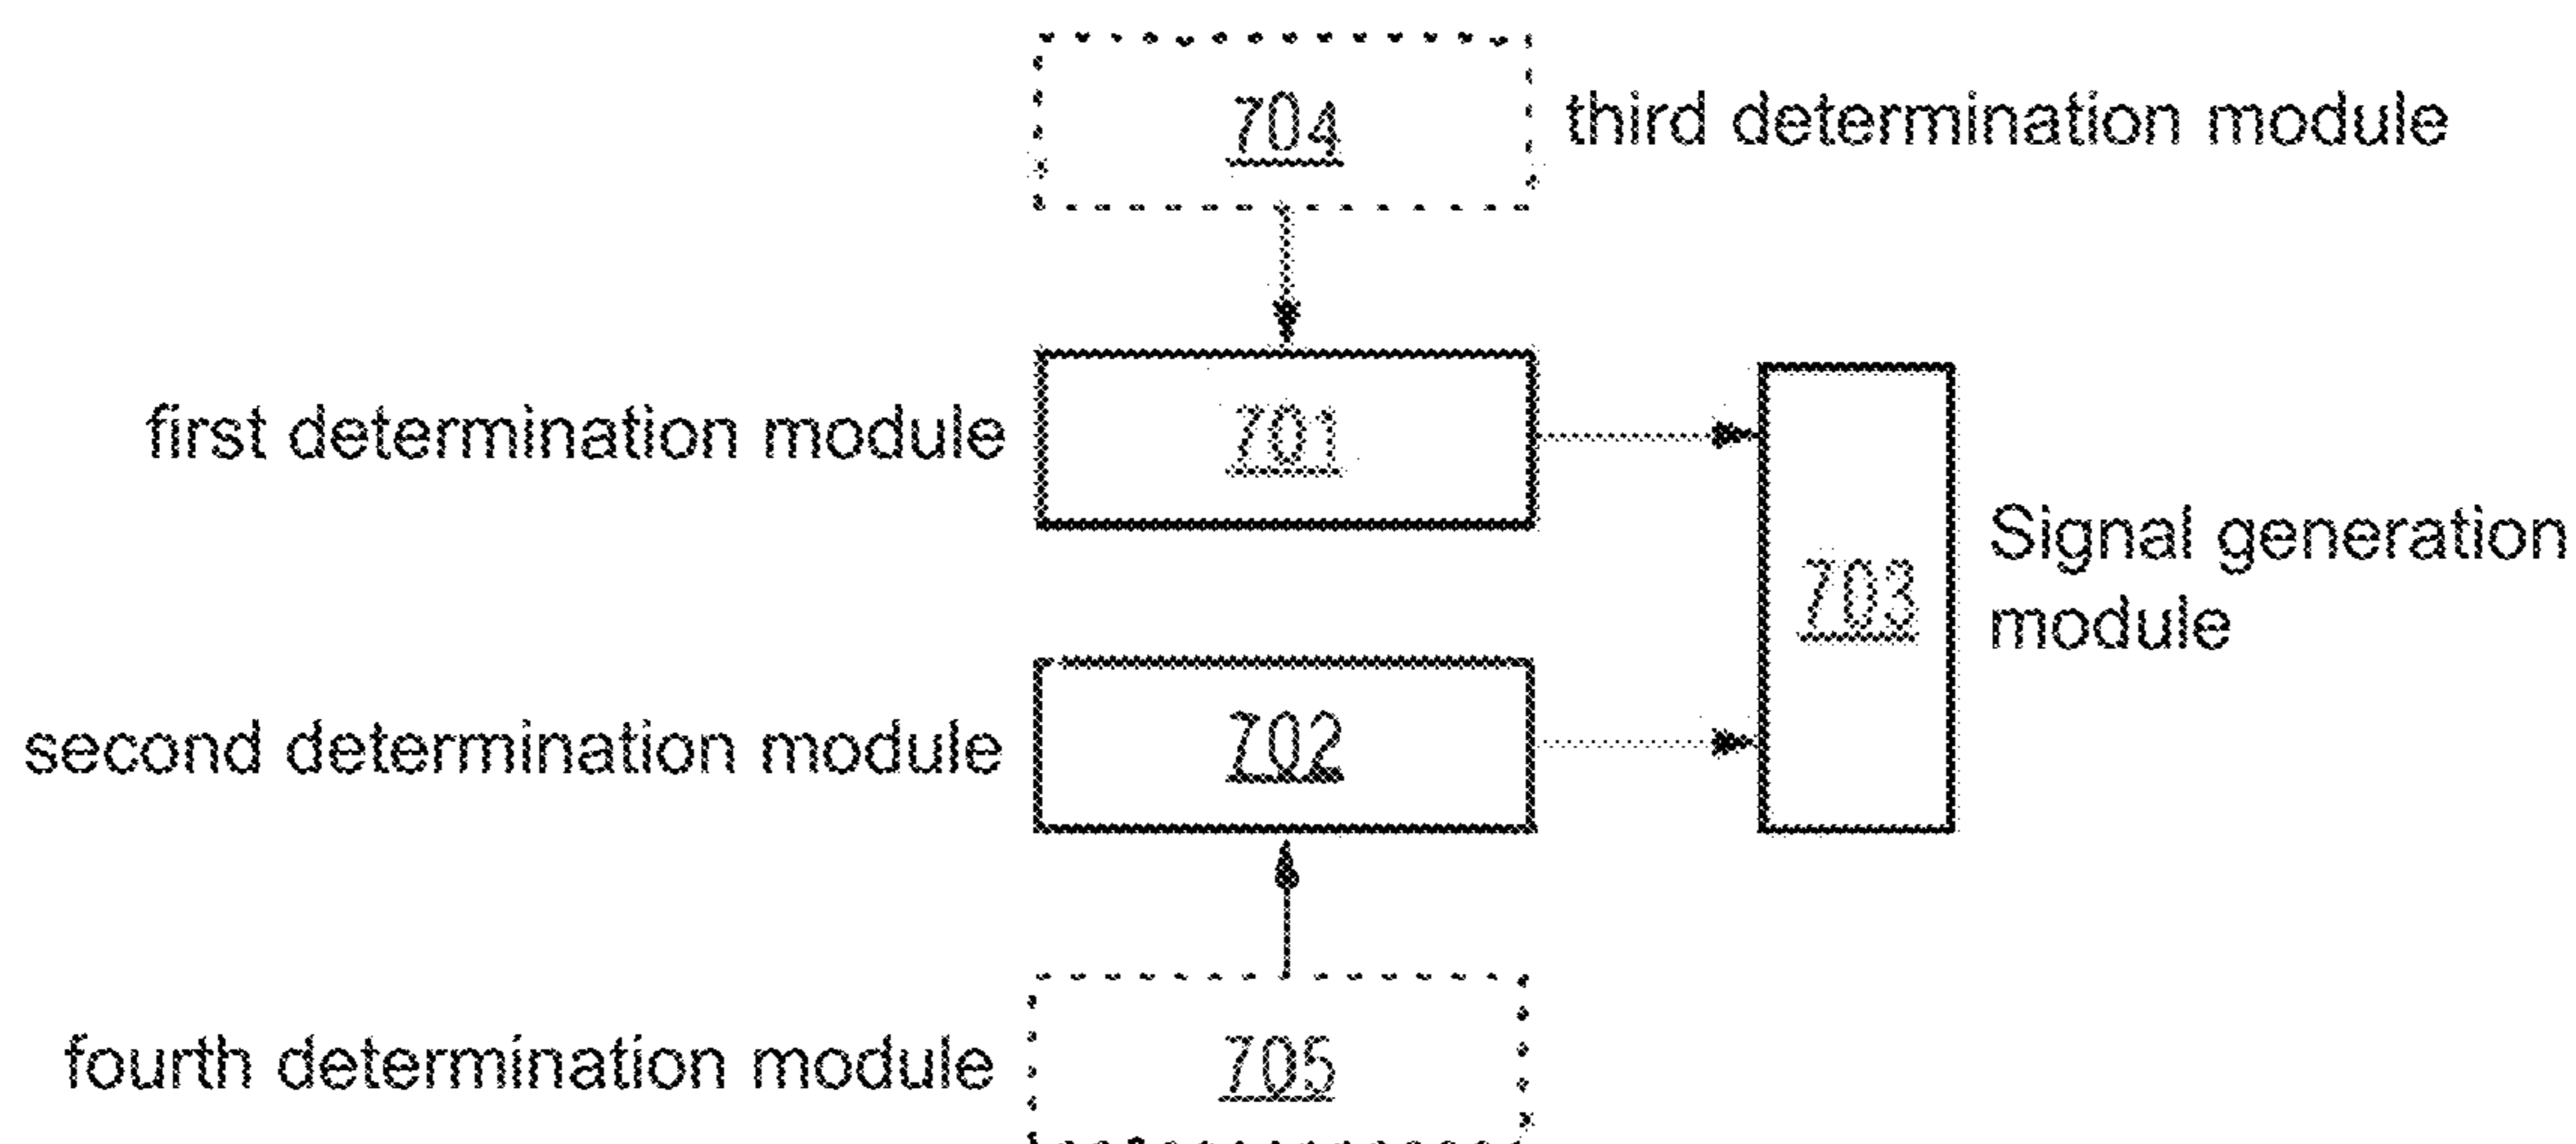 704
third determination module
first determination module
701
703
Signal generation
module
second determination module
702
fourth determination module
705